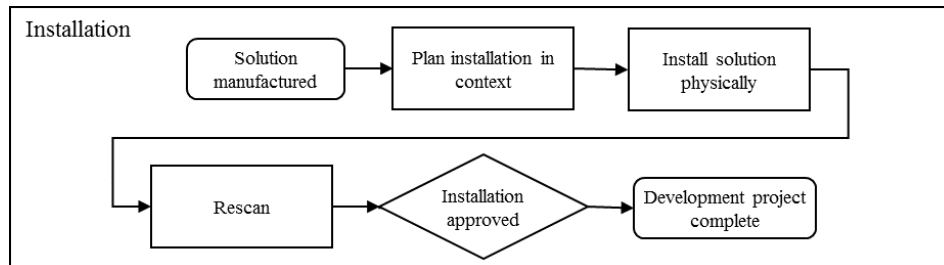 Installation
Solution
manufactured
Plan installation in
context
Install solution
physically
Rescan
Installation
approved
Development project
complete